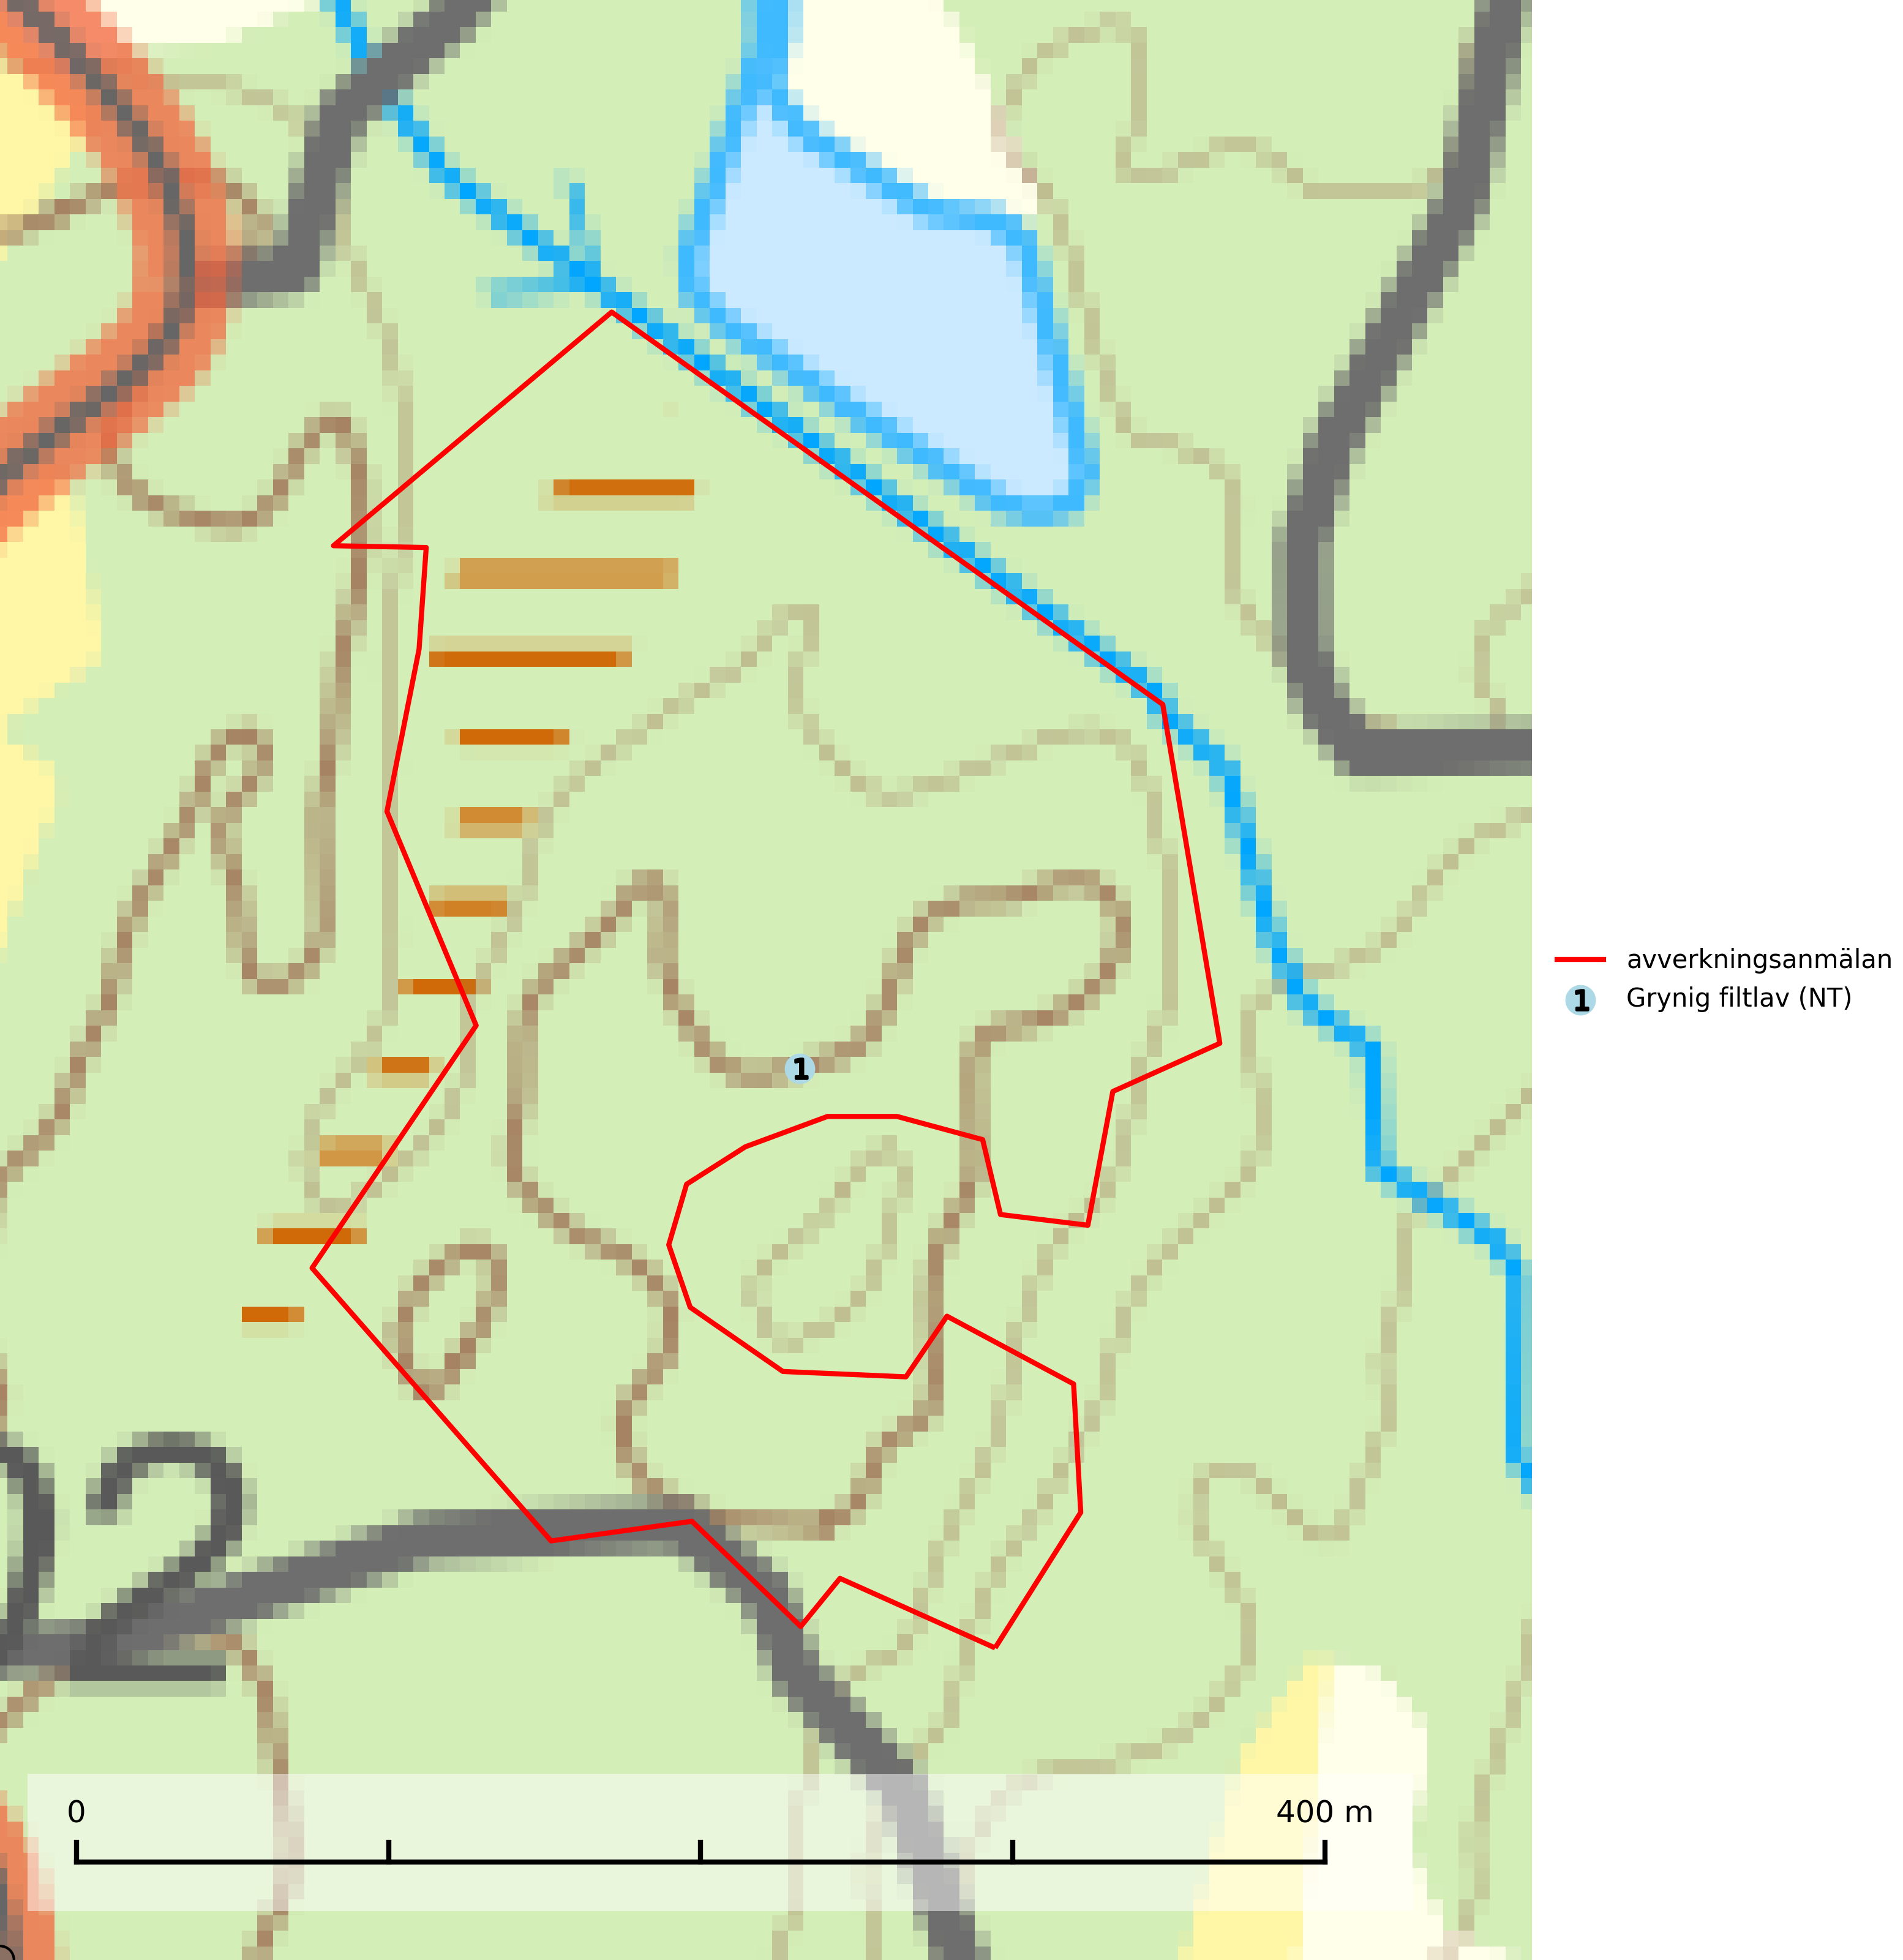 1
avverkningsanmälan
1 Grynig filtlav (NT)
0 400 m